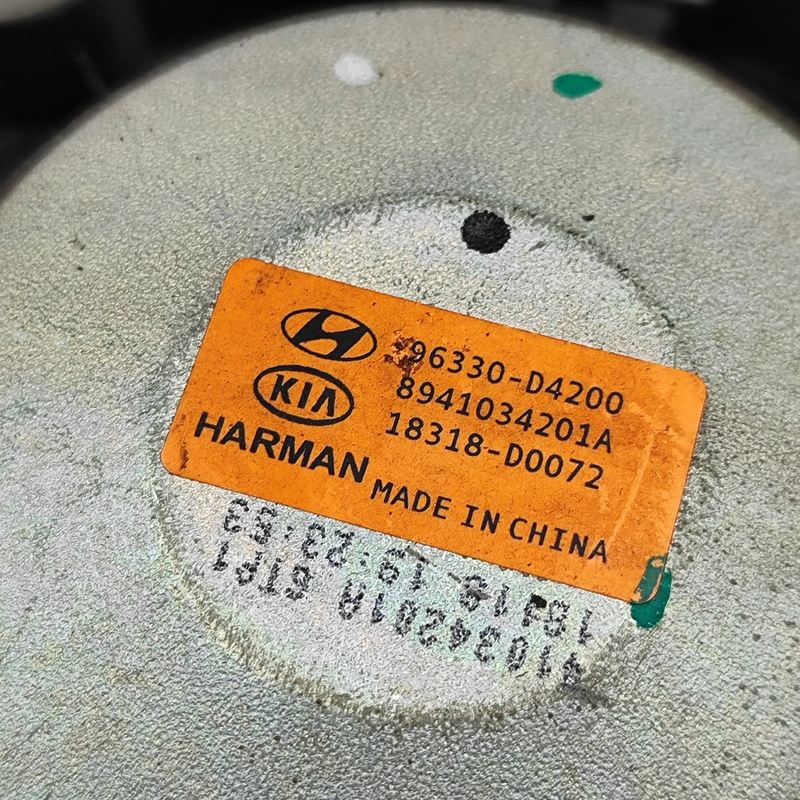 96330-D4200
KIA
8941034201A
HARMAN
18318-D0072
MADE IN CHINA